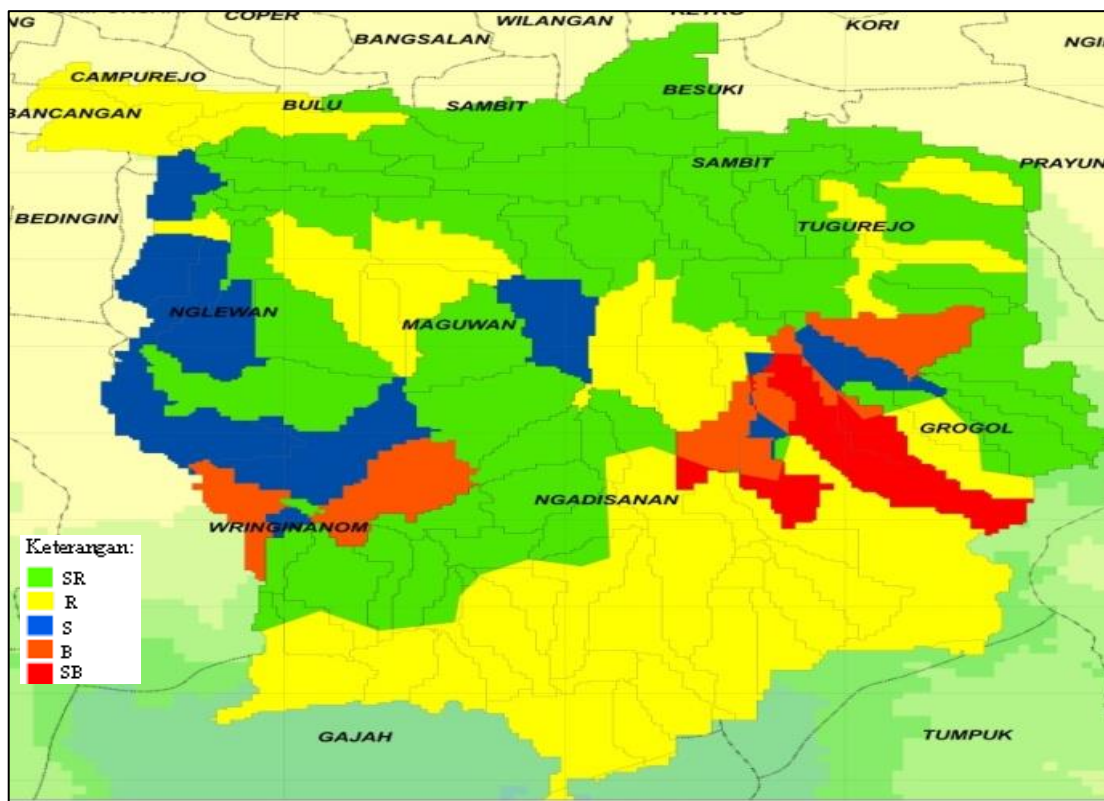 COPER
WILANGAN
KORI
BANGSALAN
CAMPUREJO
BESUKI
BANCANGAN
BULU
SAMBIT
SAMBIT
PRAYUN
BEDINGIN
TUGUREJO
NGLEWAN
MAGUWAN
GROGOL
NGADISANAN
WRINGINANOM
Keterangan:
SR
R
S
B
SB
GAJAH
TUMPUK